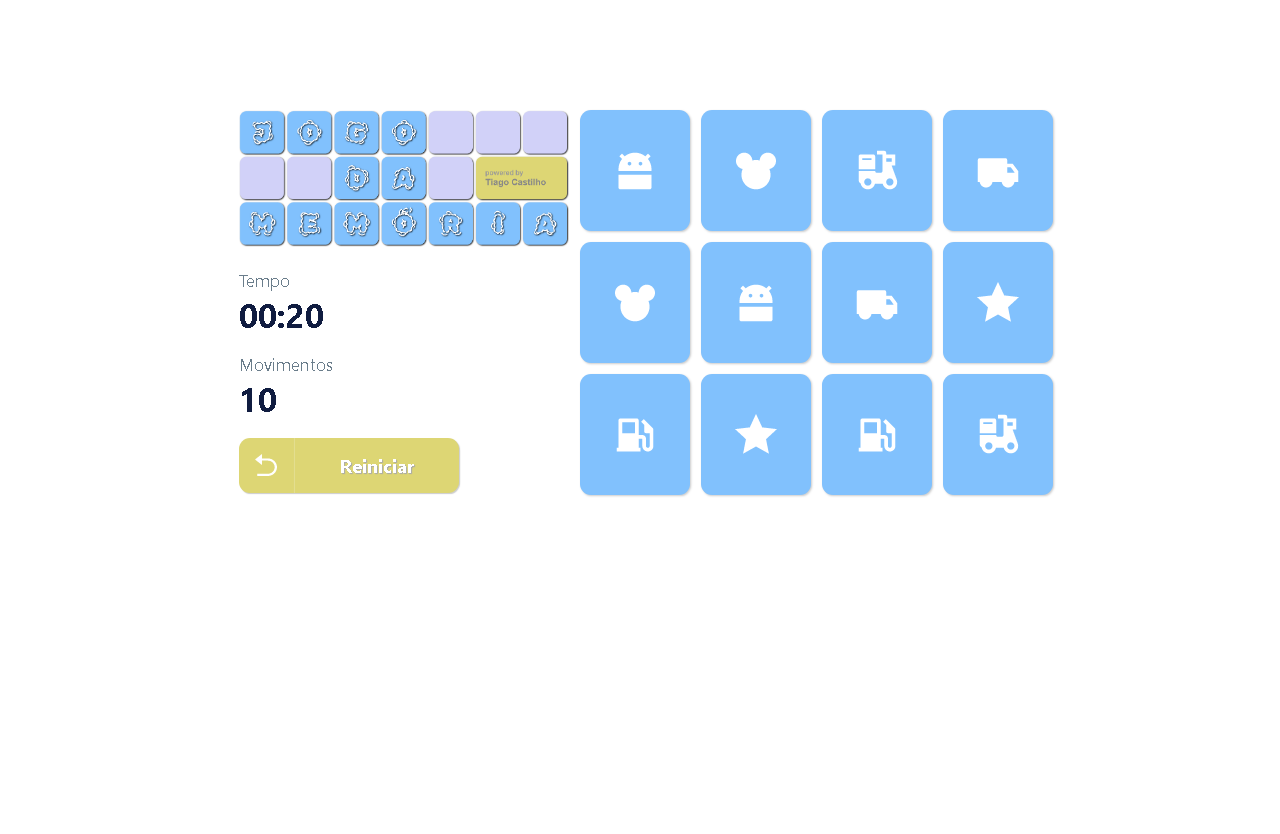 JOGO
DA
powered by
Tiago Castilho
MEMÓRIA
Tempo
00:20
Movimentos
10
Reiniciar